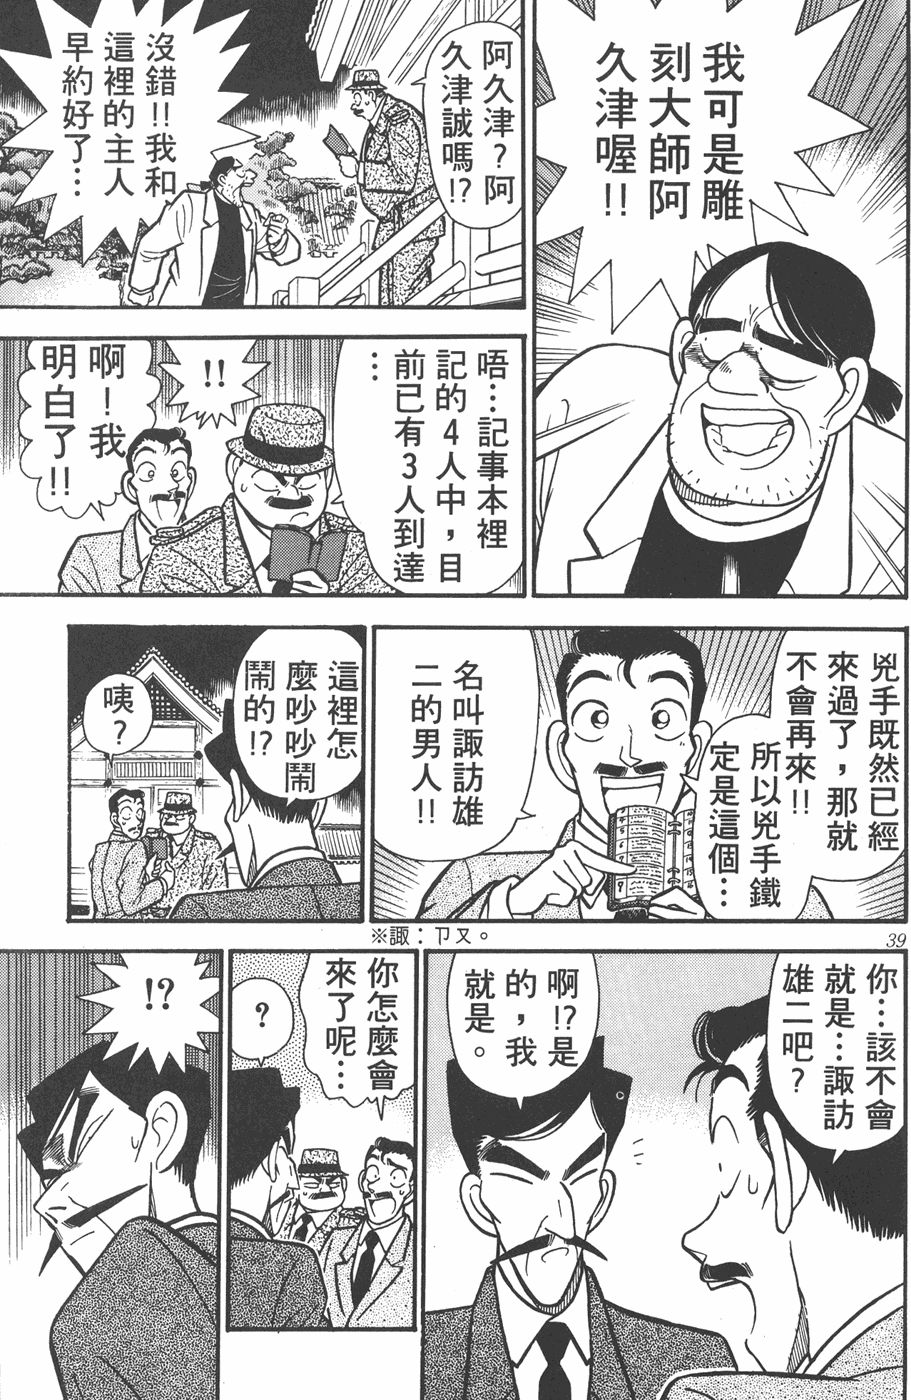 我可是雕
刻大師阿
久津喔!!
阿久津?阿
久津誠嗎!?
沒錯!!我和
這裡的主人
早約好了…
唔…記事本裡
記的4人中,目
前已有3人到達
…
!!
啊!我
明白了!!
兇手既然已經
來過了,那就
不會再來!!
所以兇手鐵
定是這個…
名叫諏訪雄
二的男人!!
這裡怎
麼吵吵鬧
鬧的!?
咦?
※諏:ㄗㄡ。
39
你…該不會
就是…諏訪
雄二吧?
啊!?是
的,我
就是。
你怎麼會
來了呢…
?
!?